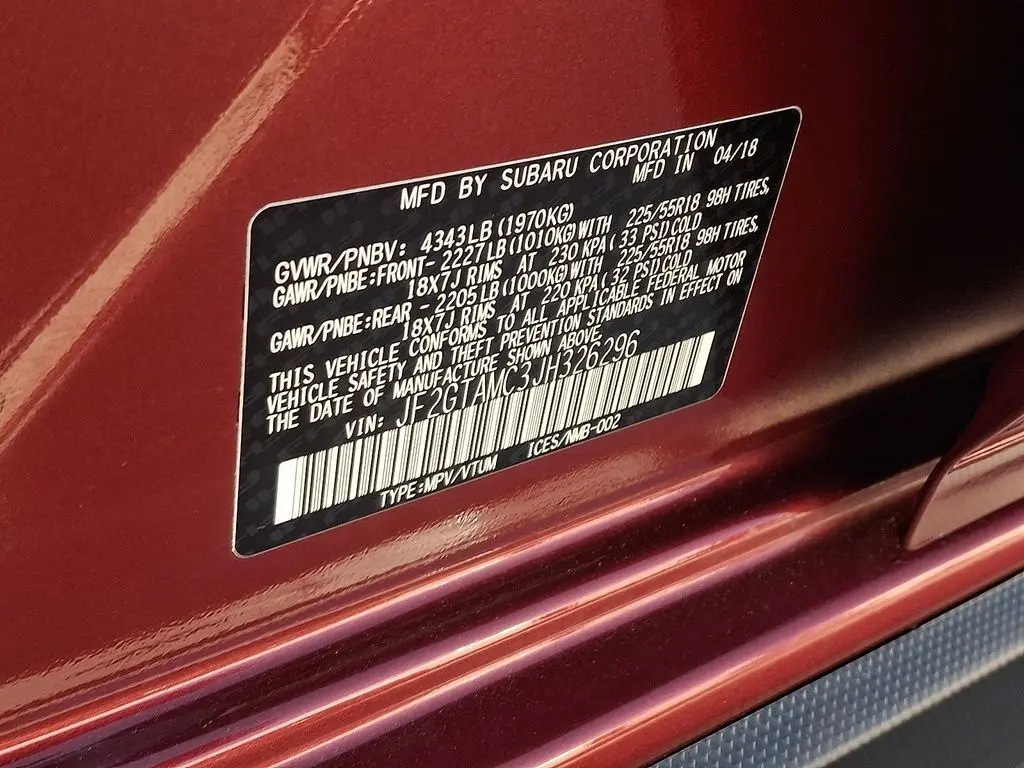 MFD BY SUBARU CORPORATION
MFD IN 04/18
GVWR/PNBV: 4343LB(1970KG)
GAWR/PNBE:FRONT-2227LB(1010KG)WITH 225/55R18 98H TIRES,
18X7J RIMS AT 230 KPA(33 PSI)COLD
GAWR/PNBE:REAR -2205LB(1000KG)WITH 225/55R18 98H TIRES,
18X7J RIMS AT 220 KPA(32 PSI)COLD
THIS VEHICLE CONFORMS TO ALL APPLICABLE FEDERAL MOTOR
VEHICLE SAFETY AND THEFT PREVENTION STANDARDS IN EFFECT ON
THE DATE OF MANUFACTURE SHOWN ABOVE.
VIN: JF2GTAMC3JH326296
TYPE:MPV/VTUM ICES/NMB-002